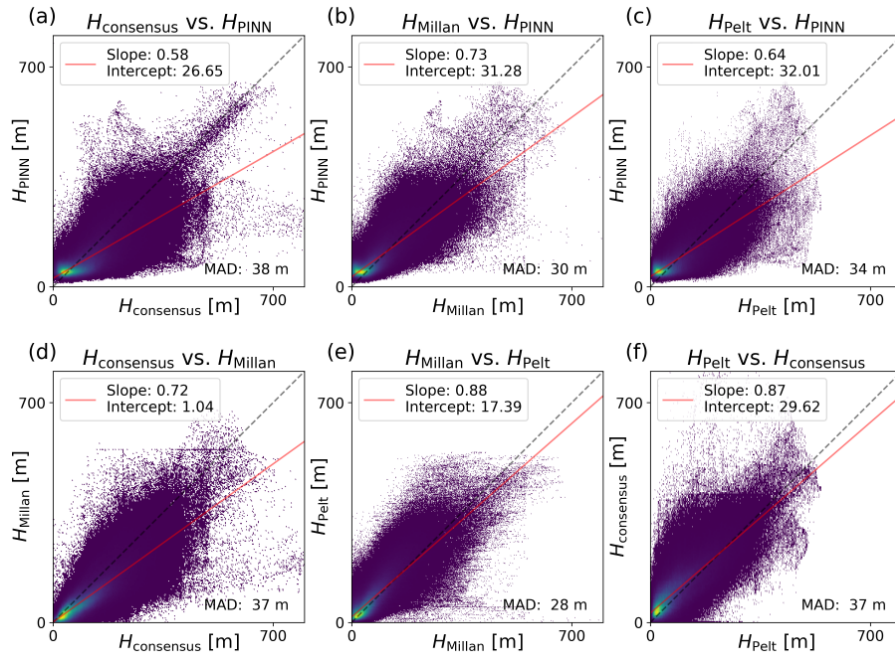 (a) H_consensus vs. H_PINN
Slope: 0.58
Intercept: 26.65
700
H_PINN [m]
MAD: 38 m
0
0 H_consensus [m] 700
(b) H_Millan vs. H_PINN
Slope: 0.73
Intercept: 31.28
700
H_PINN [m]
MAD: 30 m
0
0 H_Millan [m] 700
(c) H_Pelt vs. H_PINN
Slope: 0.64
Intercept: 32.01
700
H_PINN [m]
MAD: 34 m
0
0 H_Pelt [m] 700
(d) H_consensus vs. H_Millan
Slope: 0.72
Intercept: 1.04
700
H_Millan [m]
MAD: 37 m
0
0 H_consensus [m] 700
(e) H_Millan vs. H_Pelt
Slope: 0.88
Intercept: 17.39
700
H_Pelt [m]
MAD: 28 m
0
0 H_Millan [m] 700
(f) H_Pelt vs. H_consensus
Slope: 0.87
Intercept: 29.62
700
H_consensus [m]
MAD: 37 m
0
0 H_Pelt [m] 700